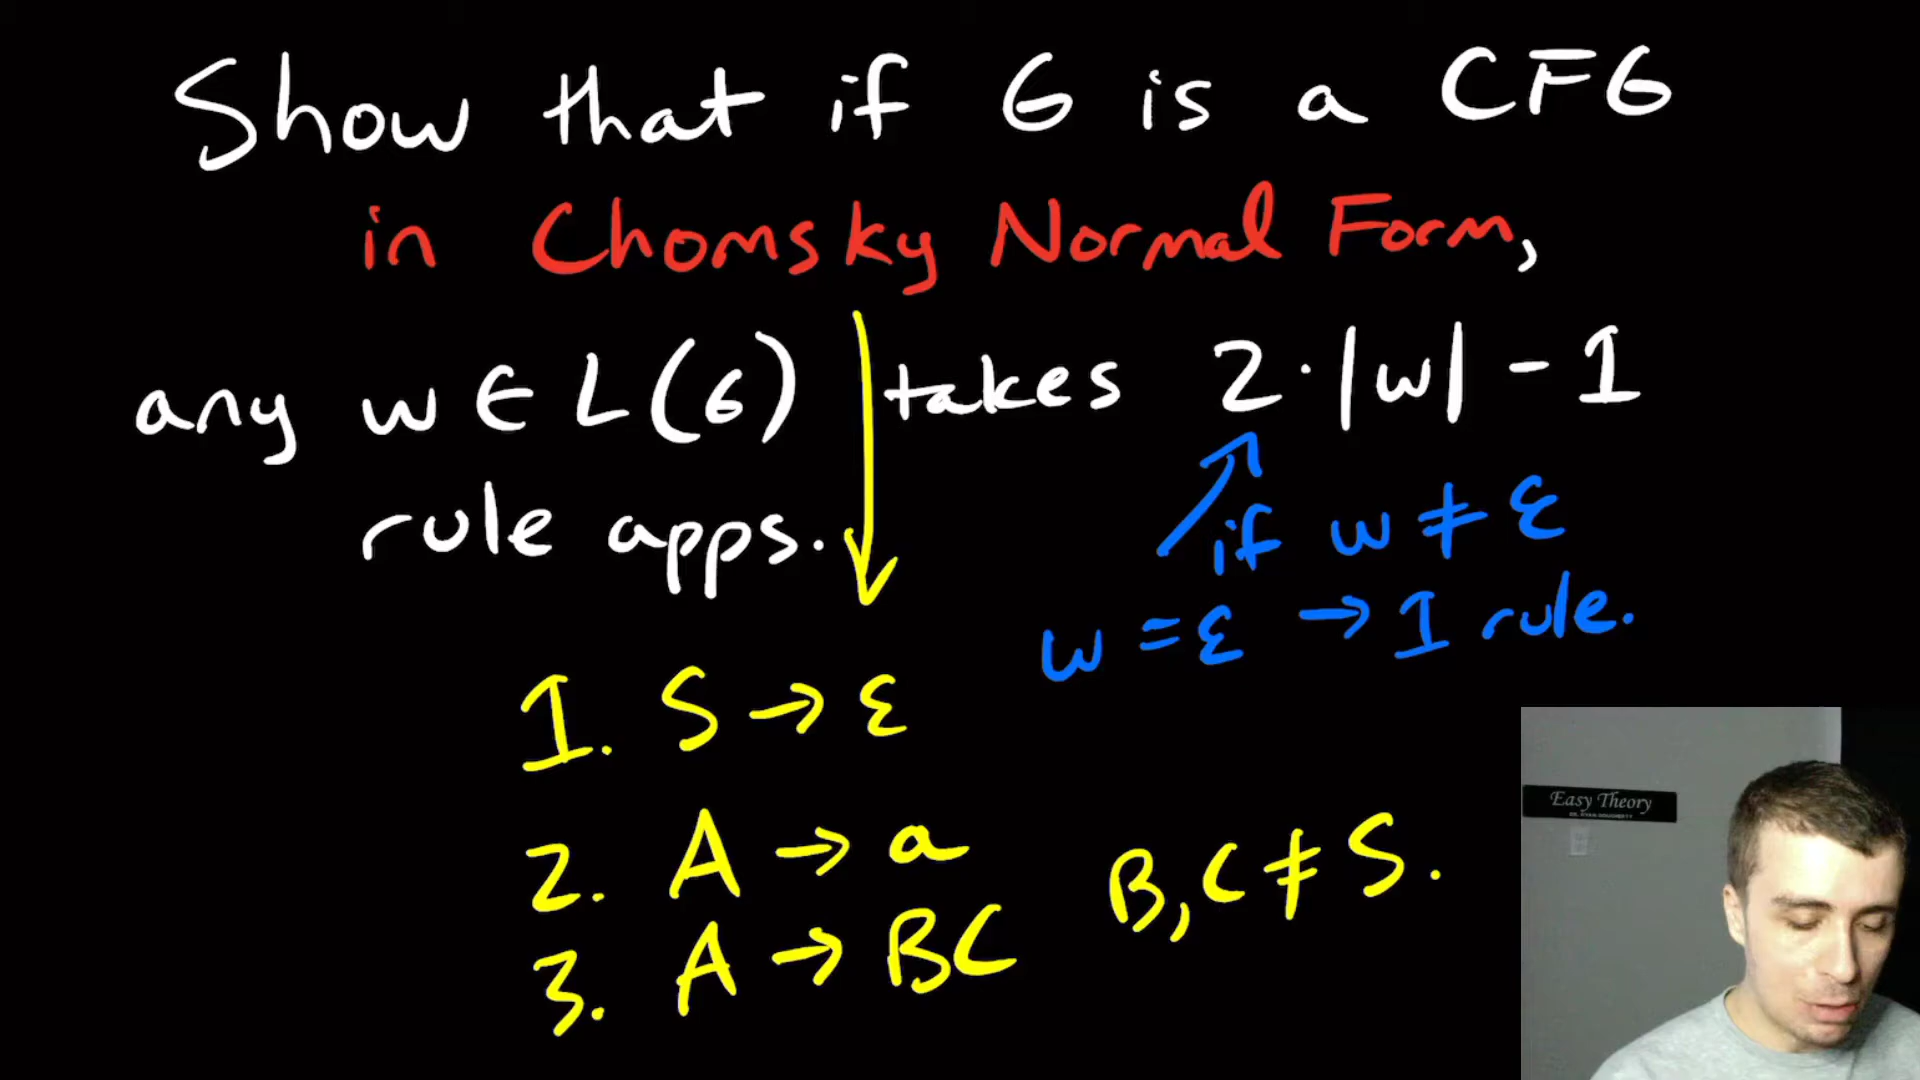 Show that if G is a CFG
in Chomsky Normal Form,
any w ∈ L(G) takes 2·|w| - 1
rule apps.
if w ≠ ε
w = ε → 1 rule.
1. S → ε
2. A → a
3. A → BC
B, C ≠ S.
Easy Theory